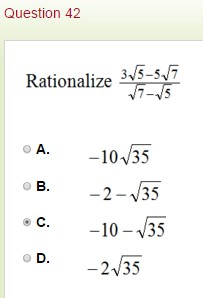 Question 42
Rationalize (3√5−5√7)/(√7−√5)
A. −10√35
B. −2−√35
C. −10−√35
D. −2√35